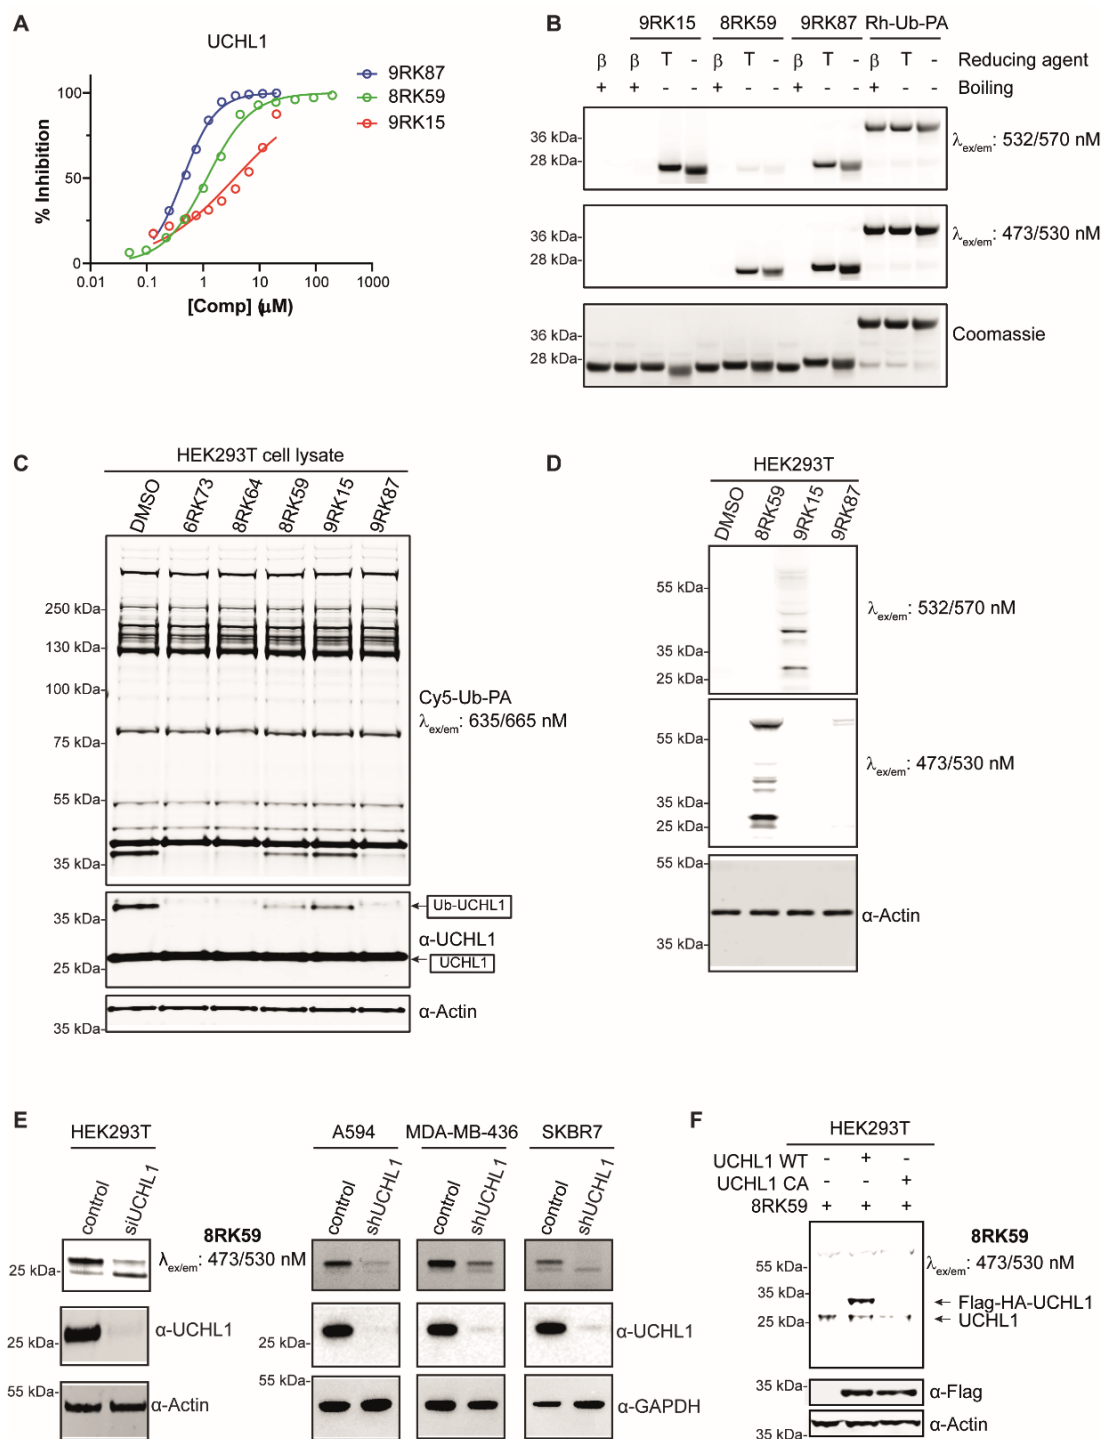 A
UCHL1
9RK87
8RK59
9RK15
100
50
0
% Inhibition
0.01 0.1 1 10 100 1000
[Comp] (μM)
B
9RK15 8RK59 9RK87 Rh-Ub-PA
β β T - β T - β T - β T - Reducing agent
+ + - - + - - + - - + - - Boiling
36 kDa-
28 kDa-
λex/em: 532/570 nM
36 kDa-
28 kDa-
λex/em: 473/530 nM
36 kDa-
28 kDa-
Coomassie
C
HEK293T cell lysate
DMSO 6RK73 8RK64 8RK59 9RK15 9RK87
250 kDa-
130 kDa-
100 kDa-
75 kDa-
55 kDa-
35 kDa-
Cy5-Ub-PA
λex/em: 635/665 nM
35 kDa-
25 kDa-
Ub-UCHL1
α-UCHL1
UCHL1
35 kDa-
α-Actin
D
HEK293T
DMSO 8RK59 9RK15 9RK87
55 kDa-
35 kDa-
25 kDa-
λex/em: 532/570 nM
55 kDa-
35 kDa-
25 kDa-
λex/em: 473/530 nM
55 kDa-
35 kDa-
α-Actin
E
HEK293T A594 MDA-MB-436 SKBR7
control siUCHL1 control shUCHL1 control shUCHL1 control shUCHL1
8RK59
λex/em: 473/530 nM
25 kDa-
25 kDa-
α-UCHL1
25 kDa-
α-UCHL1
55 kDa-
α-Actin
55 kDa-
α-GAPDH
F
HEK293T
UCHL1 WT - + -
UCHL1 CA - - +
8RK59 + + +
8RK59
λex/em: 473/530 nM
55 kDa-
35 kDa-
25 kDa-
Flag-HA-UCHL1
UCHL1
35 kDa-
α-Flag
35 kDa-
α-Actin